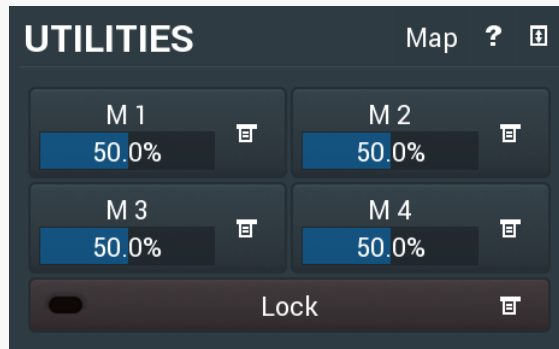 UTILITIES Map ?
M 1 M 2
50.0% 50.0%
M 3 M 4
50.0% 50.0%
Lock